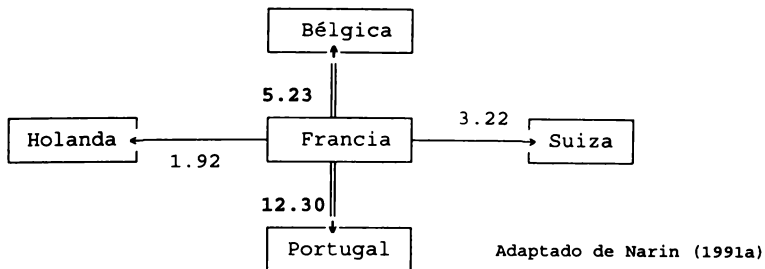 Bélgica
5.23
3.22
Holanda
Francia
Suiza
1.92
12.30
Portugal
Adaptado de Narin (1991a)